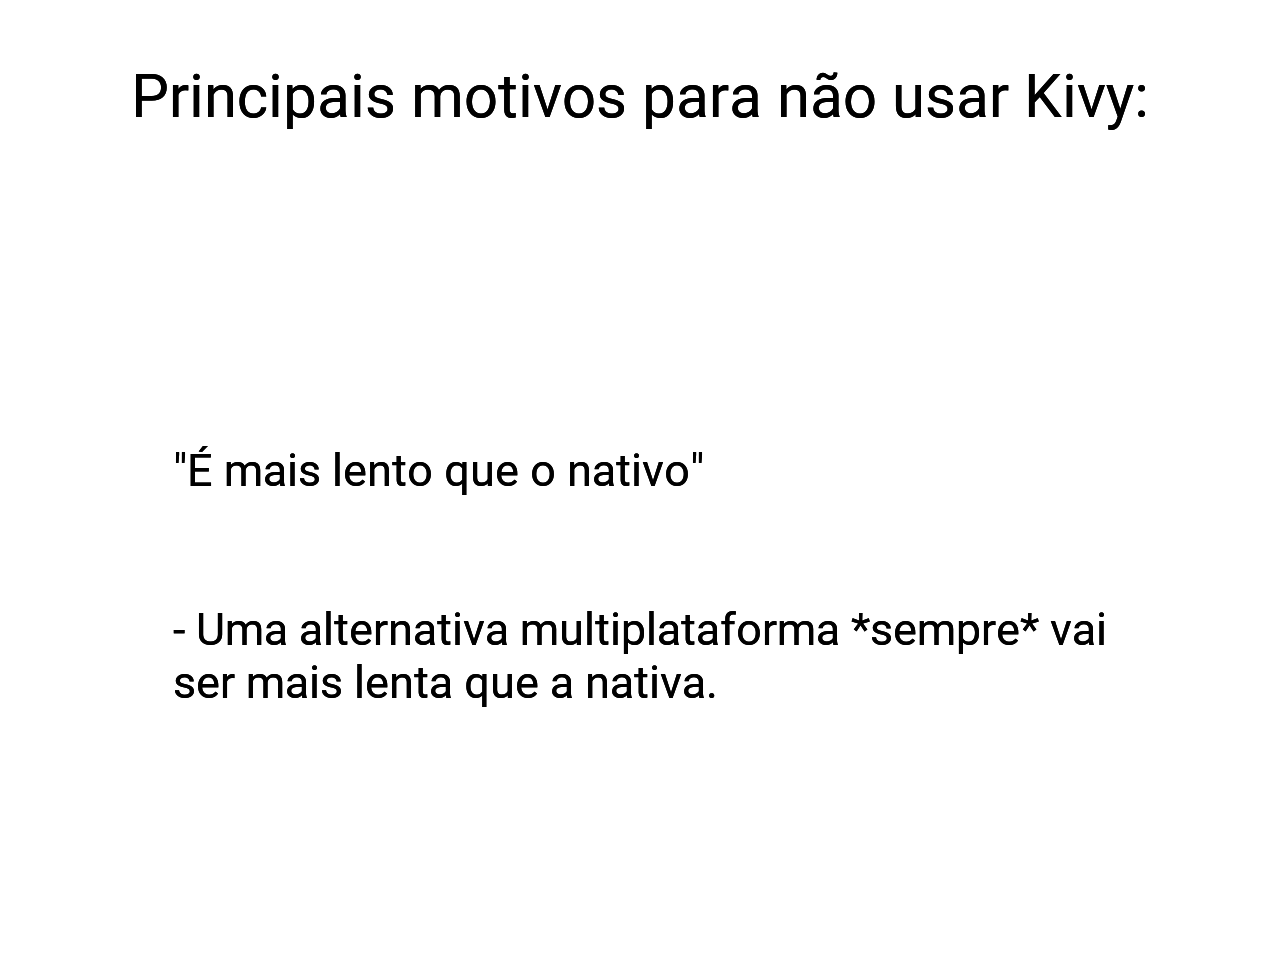 Principais motivos para não usar Kivy:
"É mais lento que o nativo"
- Uma alternativa multiplataforma *sempre* vai
ser mais lenta que a nativa.